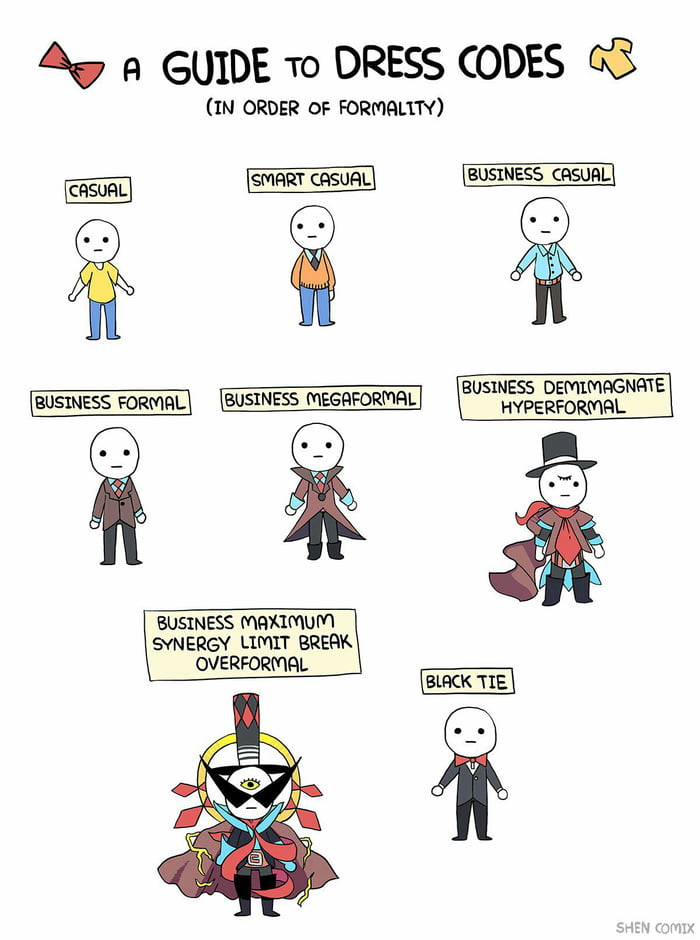 A GUIDE TO DRESS CODES
(IN ORDER OF FORMALITY)
CASUAL
SMART CASUAL
BUSINESS CASUAL
BUSINESS FORMAL
BUSINESS MEGAFORMAL
BUSINESS DEMIMAGNATE
HYPERFORMAL
BUSINESS MAXIMUM
SYNERGY LIMIT BREAK
OVERFORMAL
BLACK TIE
SHEN COMIX